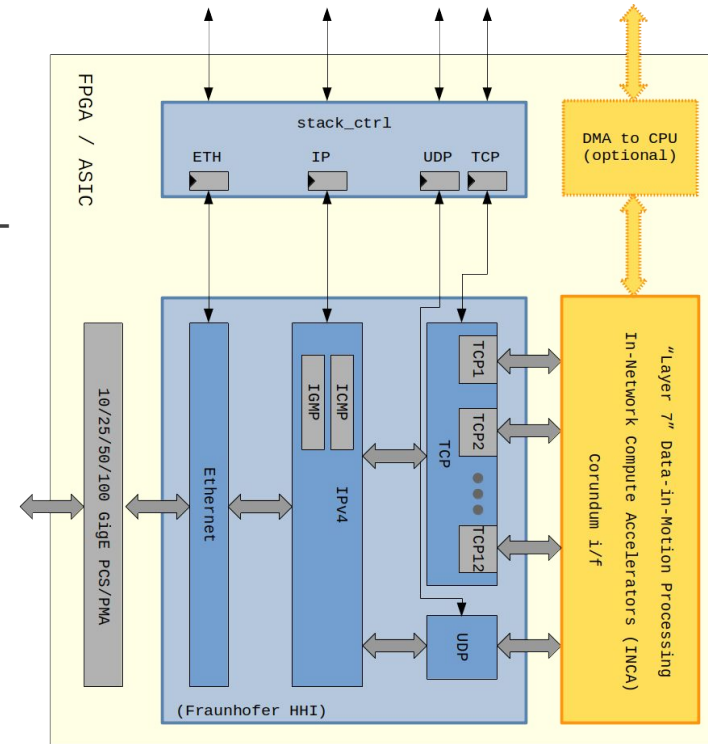 FPGA / ASIC
stack_ctrl
ETH
IP
UDP
TCP
DMA to CPU
(optional)
10/25/50/100 GigE PCS/PMA
Ethernet
IGMP
ICMP
IPv4
TCP
TCP1
TCP2
TCP12
UDP
(Fraunhofer HHI)
“Layer 7” Data-in-Motion Processing
In-Network Compute Accelerators (INCA)
Corundum i/f